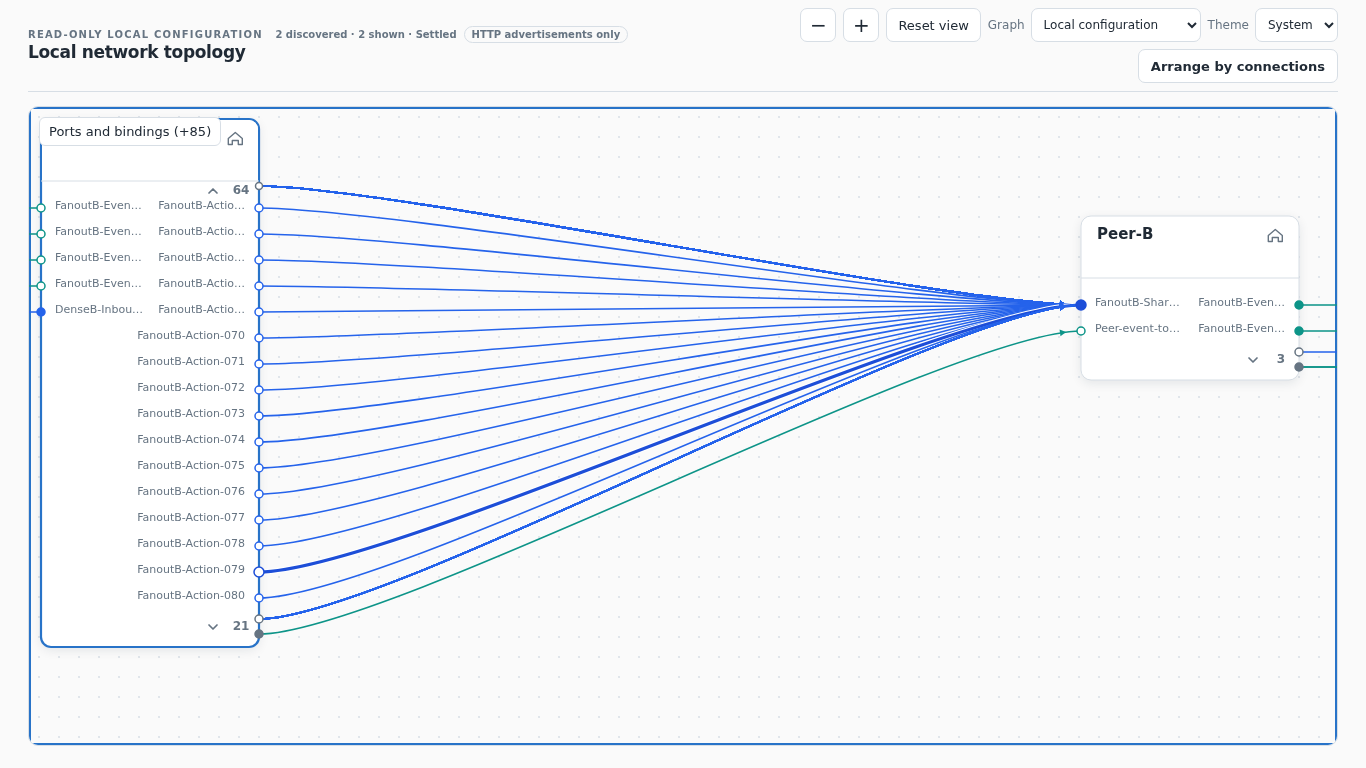 READ-ONLY LOCAL CONFIGURATION 2 discovered · 2 shown · Settled HTTP advertisements only
Local network topology
− + Reset view Graph Local configuration Theme System
Arrange by connections
Ports and bindings (+85)
64
FanoutB-Even… FanoutB-Actio…
FanoutB-Even… FanoutB-Actio…
FanoutB-Even… FanoutB-Actio…
FanoutB-Even… FanoutB-Actio…
DenseB-Inbou… FanoutB-Actio…
FanoutB-Action-070
FanoutB-Action-071
FanoutB-Action-072
FanoutB-Action-073
FanoutB-Action-074
FanoutB-Action-075
FanoutB-Action-076
FanoutB-Action-077
FanoutB-Action-078
FanoutB-Action-079
FanoutB-Action-080
21
Peer-B
FanoutB-Shar… FanoutB-Even…
Peer-event-to… FanoutB-Even…
3